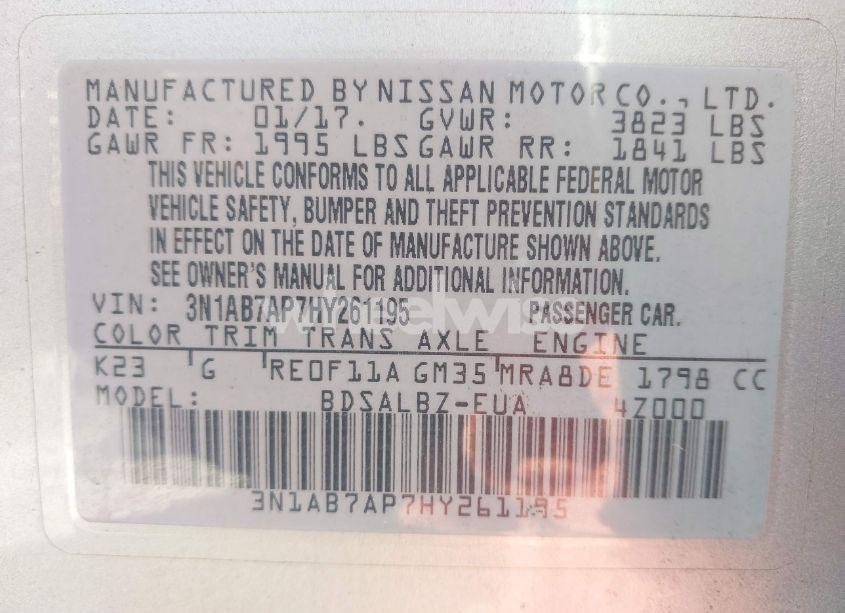 MANUFACTURED BY NISSAN MOTOR CO., LTD.
DATE: 01/17. GVWR: 3823 LBS
GAWR FR: 1995 LBS GAWR RR: 1841 LBS
THIS VEHICLE CONFORMS TO ALL APPLICABLE FEDERAL MOTOR
VEHICLE SAFETY, BUMPER AND THEFT PREVENTION STANDARDS
IN EFFECT ON THE DATE OF MANUFACTURE SHOWN ABOVE.
SEE OWNER'S MANUAL FOR ADDITIONAL INFORMATION.
VIN: 3N1AB7AP7HY261195 PASSENGER CAR.
COLOR TRIM TRANS AXLE ENGINE
K23 G RE0F11A GM35 MRA8DE 1798 CC
MODEL: BDSALBZ-EUA 4Z000
3N1AB7AP7HY261195